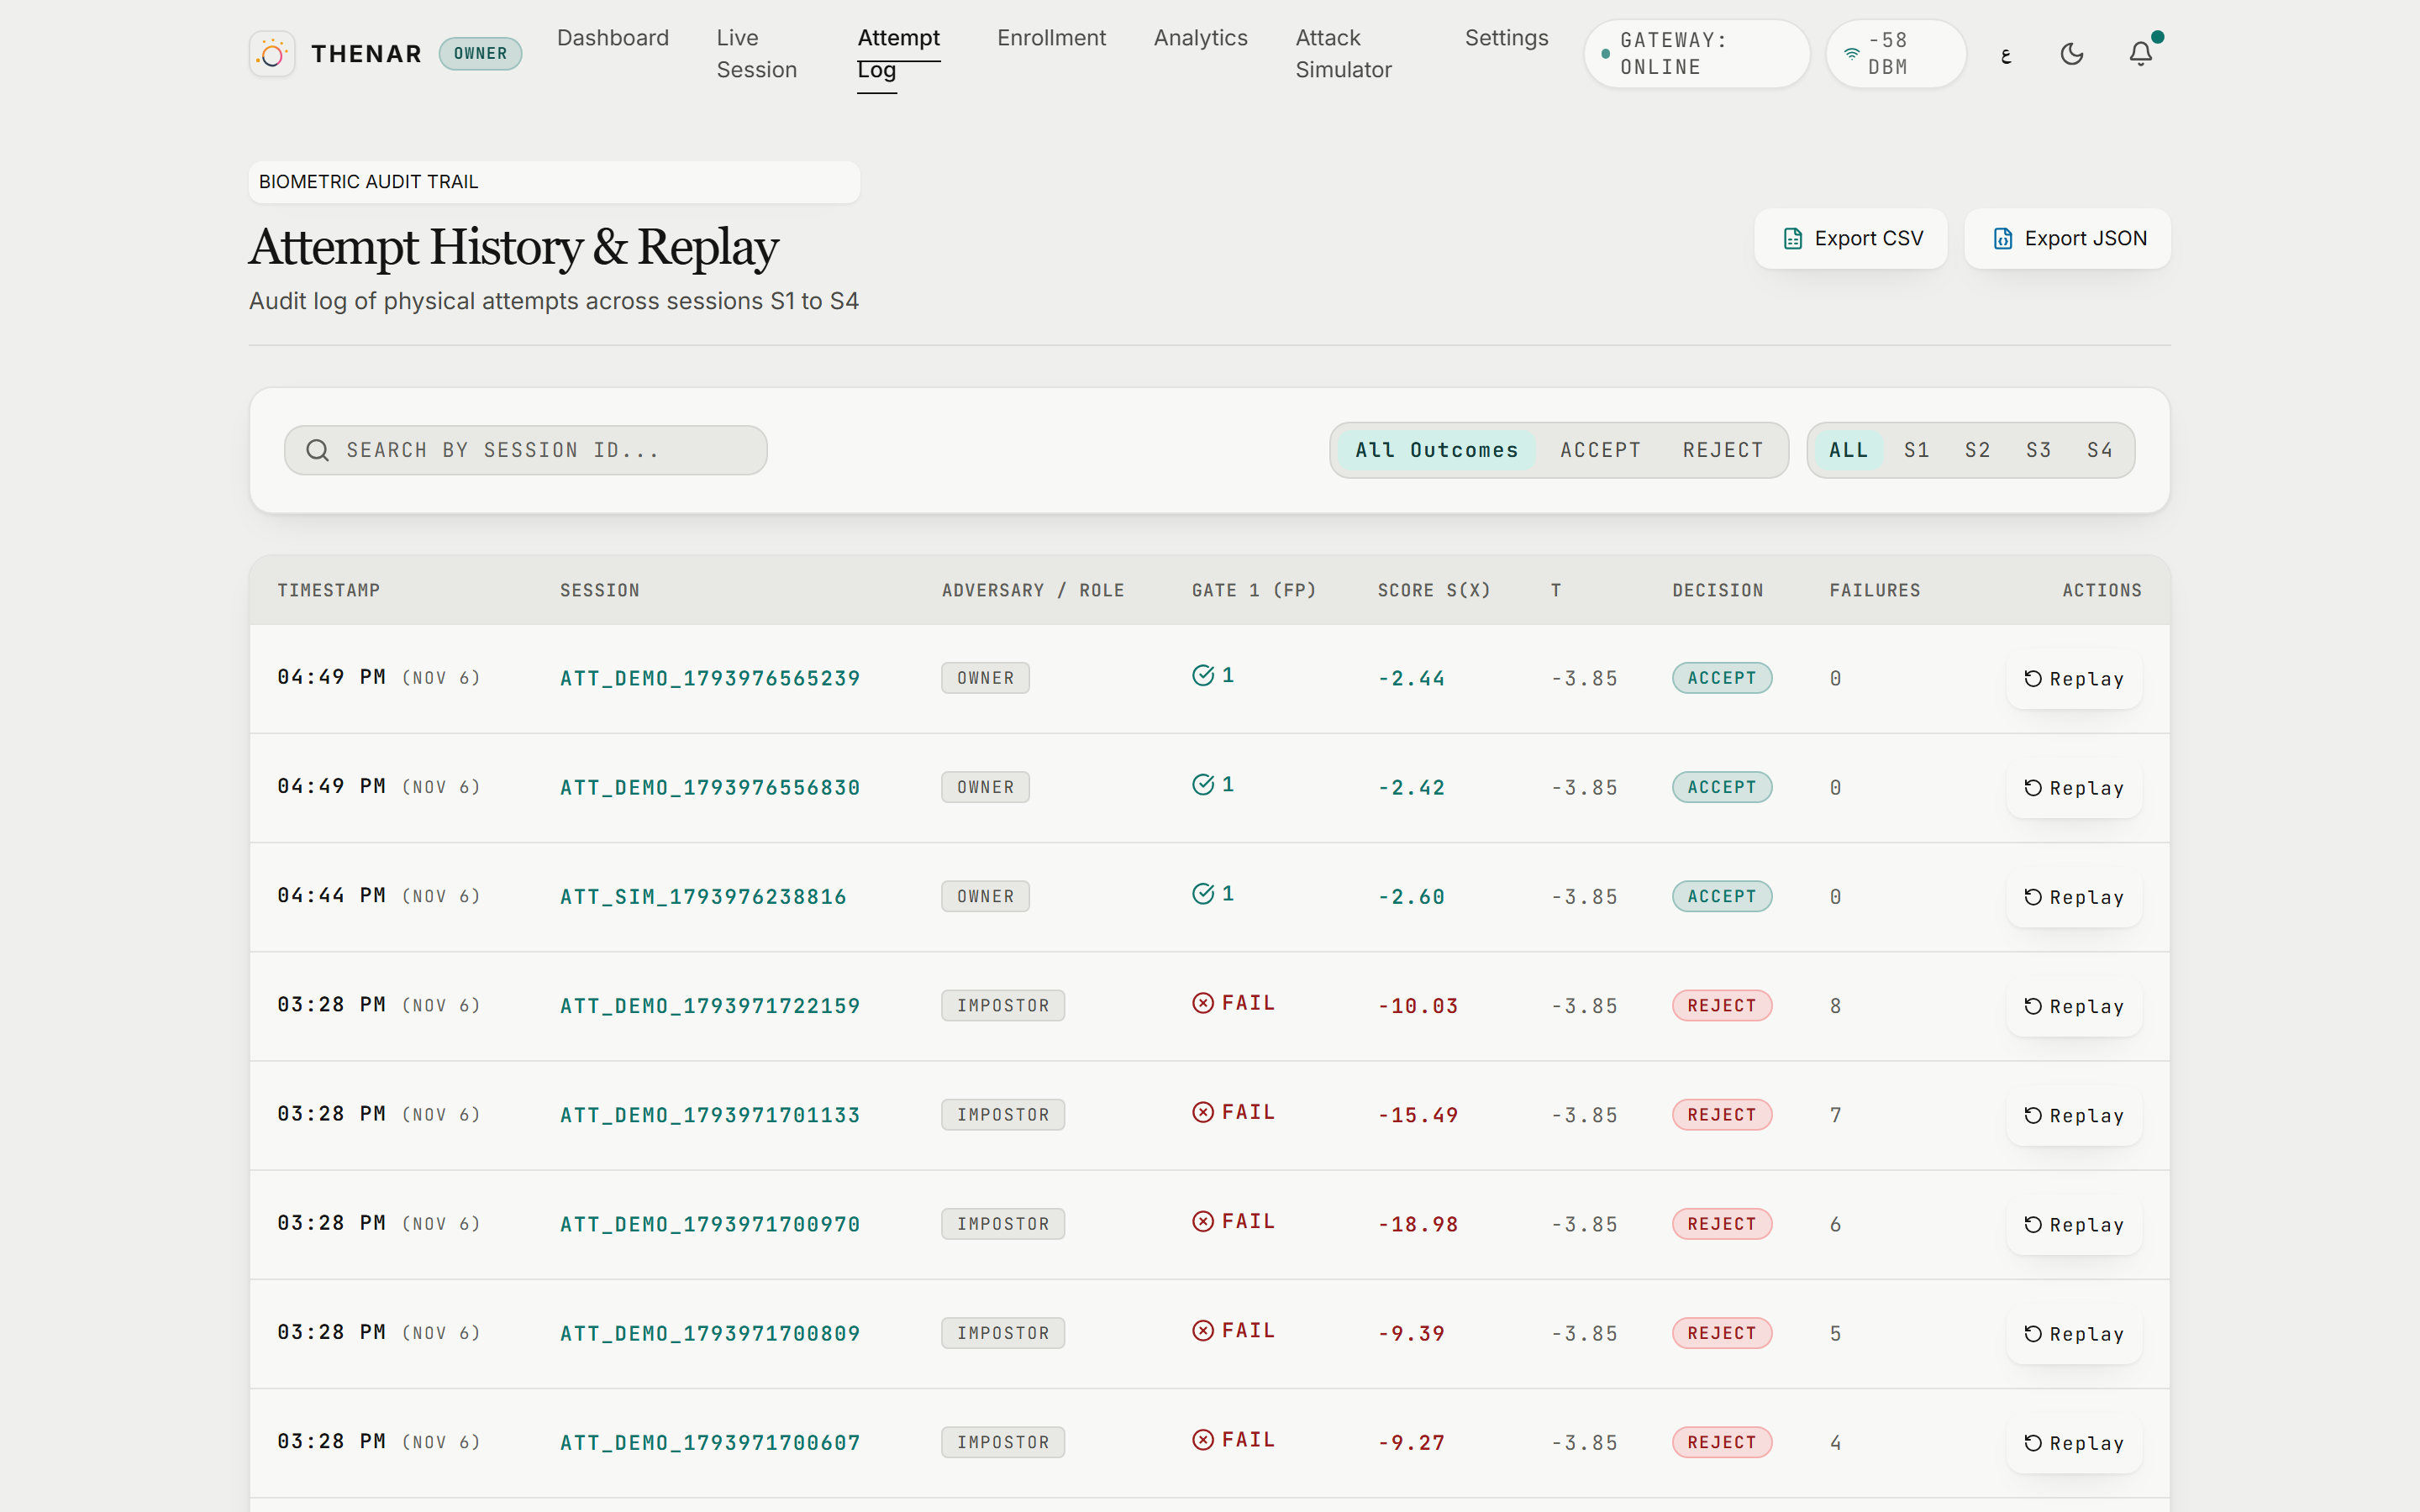 THENAR OWNER Dashboard Live Session Attempt Log Enrollment Analytics Attack Simulator Settings GATEWAY: ONLINE -58 DBM ع
BIOMETRIC AUDIT TRAIL
Attempt History & Replay
Audit log of physical attempts across sessions S1 to S4
Export CSV Export JSON
SEARCH BY SESSION ID... All Outcomes ACCEPT REJECT ALL S1 S2 S3 S4
TIMESTAMP SESSION ADVERSARY / ROLE GATE 1 (FP) SCORE S(X) T DECISION FAILURES ACTIONS
04:49 PM (NOV 6) ATT_DEMO_1793976565239 OWNER 1 -2.44 -3.85 ACCEPT 0 Replay
04:49 PM (NOV 6) ATT_DEMO_1793976556830 OWNER 1 -2.42 -3.85 ACCEPT 0 Replay
04:44 PM (NOV 6) ATT_SIM_1793976238816 OWNER 1 -2.60 -3.85 ACCEPT 0 Replay
03:28 PM (NOV 6) ATT_DEMO_1793971722159 IMPOSTOR FAIL -10.03 -3.85 REJECT 8 Replay
03:28 PM (NOV 6) ATT_DEMO_1793971701133 IMPOSTOR FAIL -15.49 -3.85 REJECT 7 Replay
03:28 PM (NOV 6) ATT_DEMO_1793971700970 IMPOSTOR FAIL -18.98 -3.85 REJECT 6 Replay
03:28 PM (NOV 6) ATT_DEMO_1793971700809 IMPOSTOR FAIL -9.39 -3.85 REJECT 5 Replay
03:28 PM (NOV 6) ATT_DEMO_1793971700607 IMPOSTOR FAIL -9.27 -3.85 REJECT 4 Replay